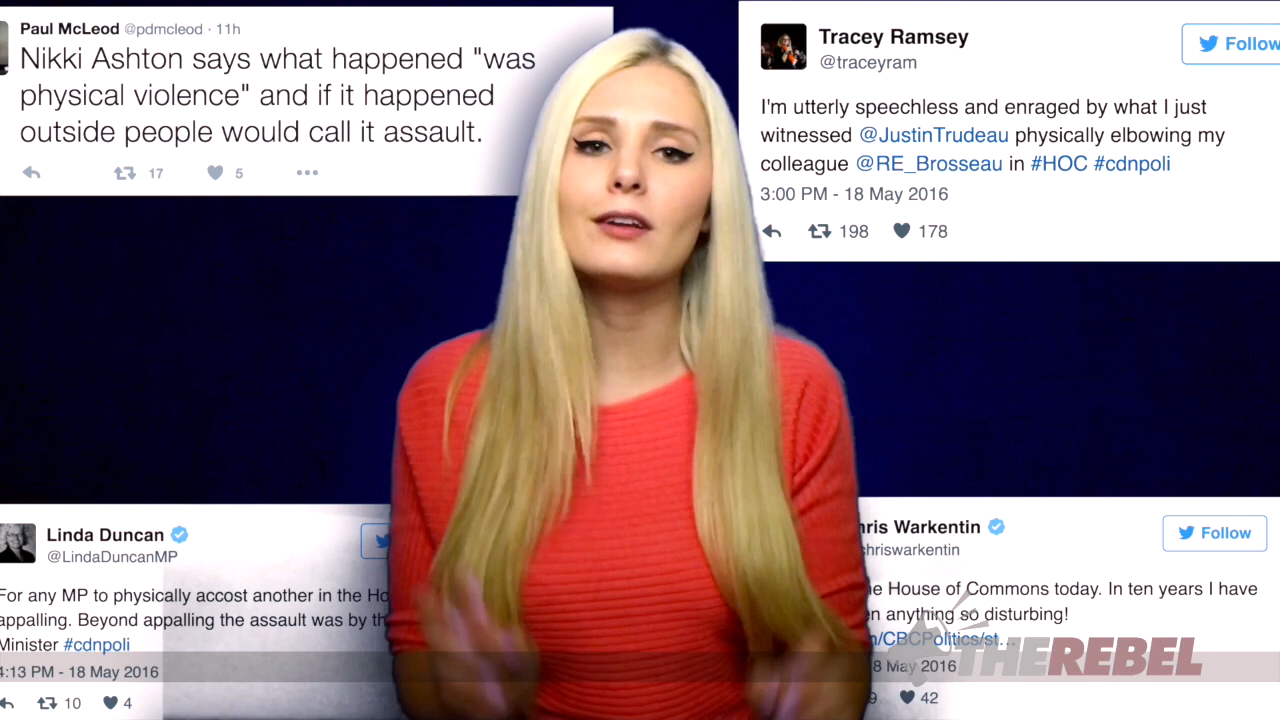 Paul McLeod @pdmcleod · 11h
Nikki Ashton says what happened "was
physical violence" and if it happened
outside people would call it assault.
17 5
Tracey Ramsey
@traceyram
Follow
I'm utterly speechless and enraged by what I just
witnessed @JustinTrudeau physically elbowing my
colleague @RE_Brosseau in #HOC #cdnpoli
3:00 PM - 18 May 2016
198 178
Linda Duncan
@LindaDuncanMP
For any MP to physically accost another in the Ho
appalling. Beyond appalling the assault was by th
Minister #cdnpoli
4:13 PM - 18 May 2016
10 4
hris Warkentin
chriswarkentin
Follow
e House of Commons today. In ten years I have
en anything so disturbing!
n/CBCPolitics/st…
8 May 2016
9 42
THEREBEL